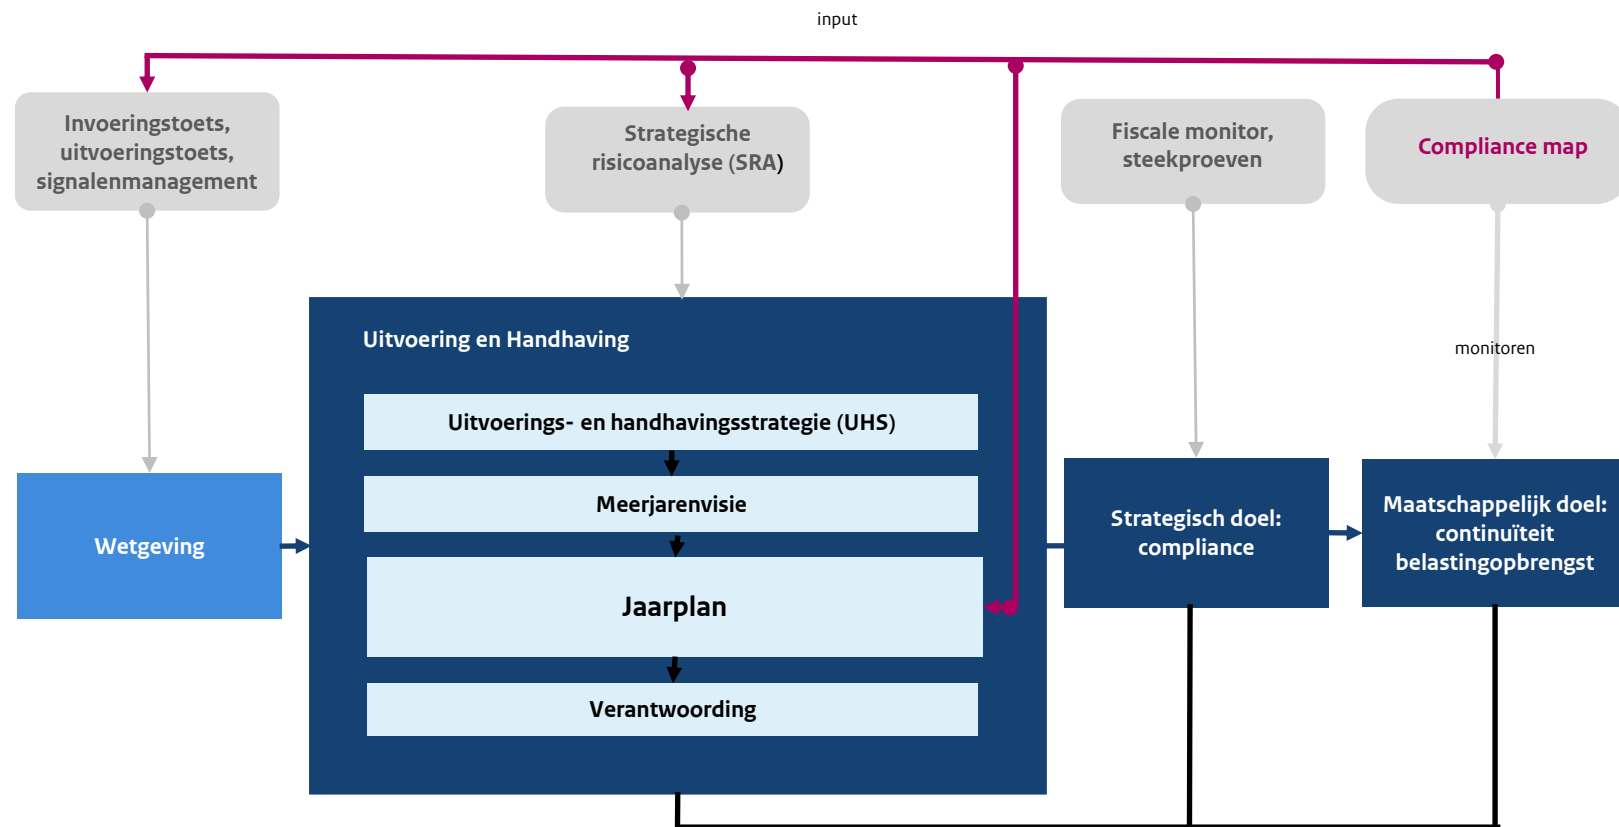 input
Invoeringstoets,
uitvoeringstoets,
signalenmanagement
Strategische
risicoanalyse (SRA)
Fiscale monitor,
steekproeven
Compliance map
Uitvoering en Handhaving
monitoren
Uitvoerings- en handhavingsstrategie (UHS)
Meerjarenvisie
Jaarplan
Verantwoording
Wetgeving
Strategisch doel:
compliance
Maatschappelijk doel:
continuïteit
belastingopbrengst